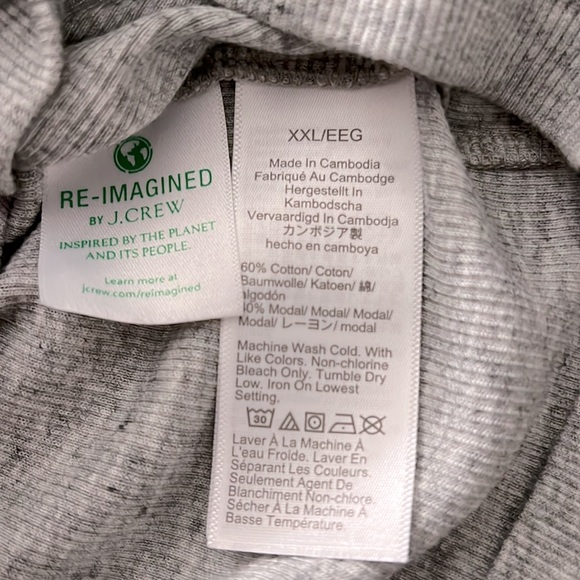 RE-IMAGINED
BY J.CREW
INSPIRED BY THE PLANET
AND ITS PEOPLE.
Learn more at
jcrew.com/reimagined
XXL/EEG
Made In Cambodia
Fabriqué Au Cambodge
Hergestellt In
Kambodscha
Vervaardigd In Cambodja
カンボジア製
hecho en camboya
60% Cotton/ Coton/
Baumwolle/ Katoen/ 綿/
algodón
40% Modal/ Modal/ Modal/
Modal/ レーヨン/ modal
Machine Wash Cold. With
Like Colors. Non-chlorine
Bleach Only. Tumble Dry
Low. Iron On Lowest
Setting.
30
Laver À La Machine À
L'eau Froide. Laver En
Séparant Les Couleurs.
Seulement Agent De
Blanchiment Non-chlore.
Sécher À La Machine À
Basse Température.